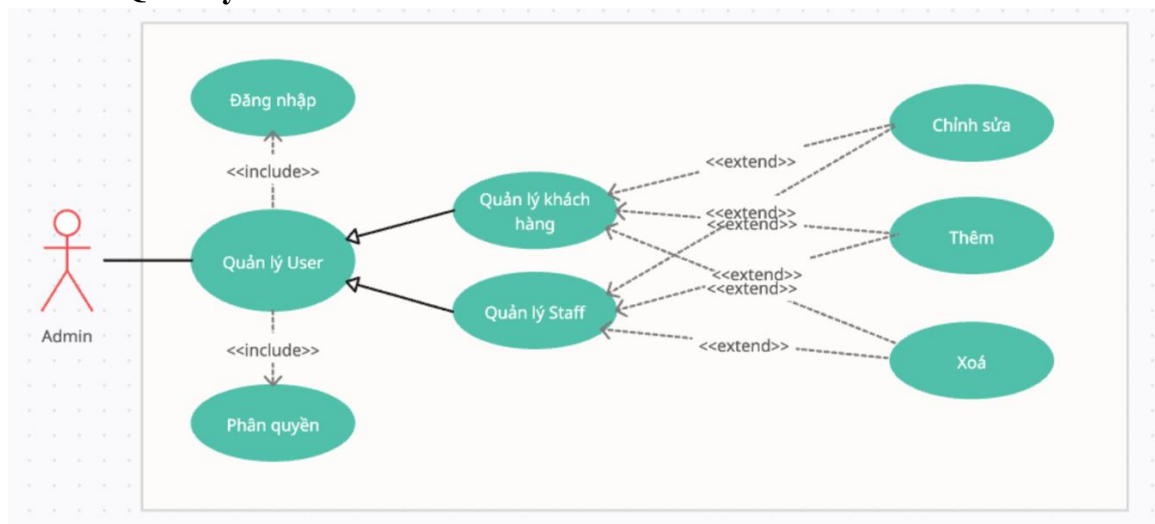 Đăng nhập
Chỉnh sửa
<<extend>>
<<include>>
Quản lý khách
hàng
<<extend>>
<<extend>>
Thêm
Quản lý User
<<extend>>
<<extend>>
Quản lý Staff
Admin
<<include>>
<<extend>>
Xoá
Phân quyền